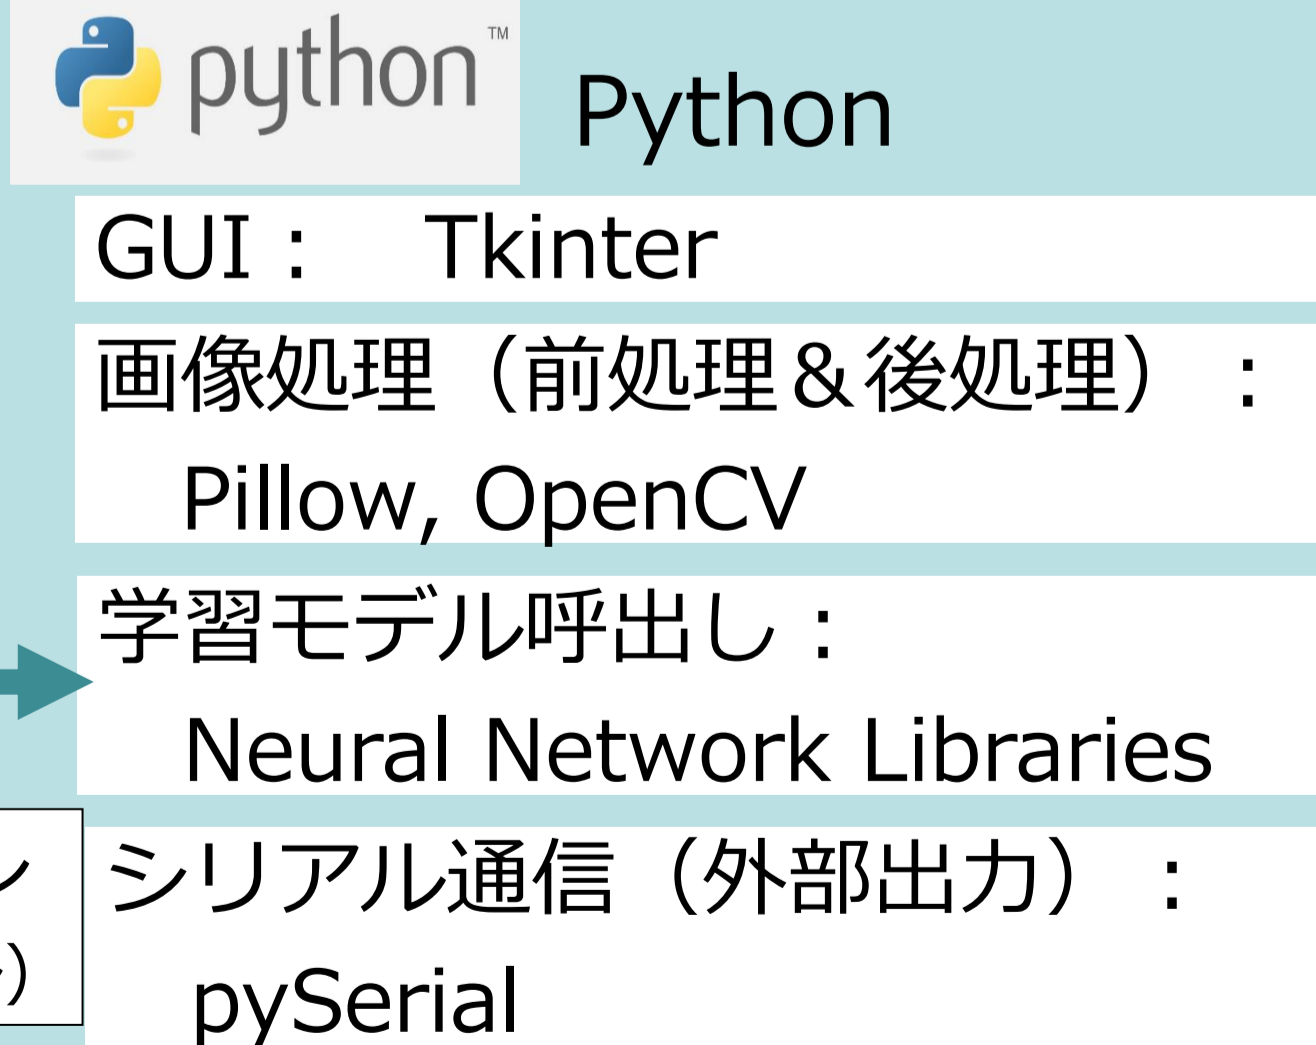 python™
Python
GUI：　Tkinter
画像処理（前処理＆後処理）：
Pillow, OpenCV
学習モデル呼出し：
Neural Network Libraries
シリアル通信（外部出力）：
pySerial